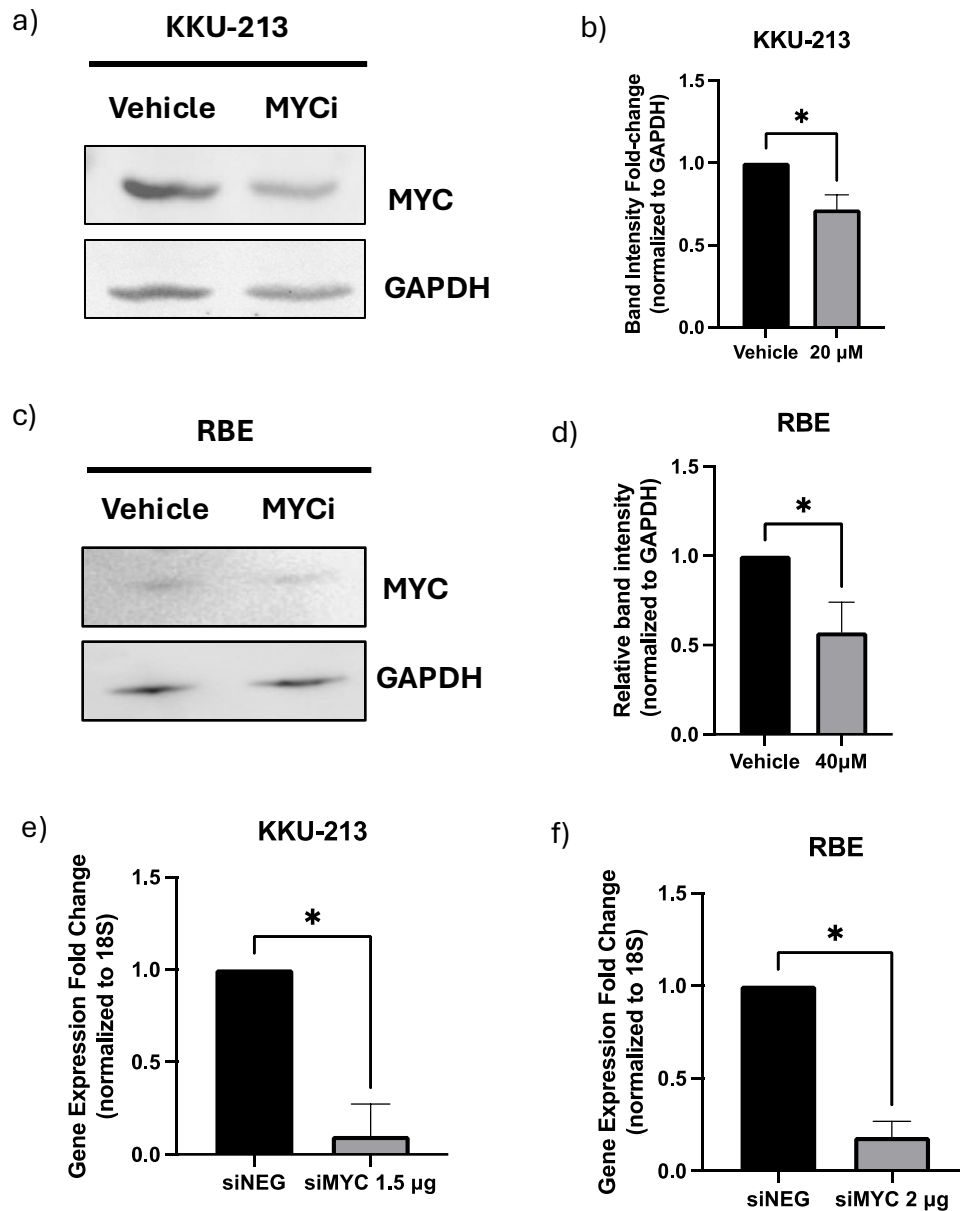 a)
KKU-213
Vehicle MYCi
MYC
GAPDH
b)
KKU-213
Band Intensity Fold-change
(normalized to GAPDH)
1.5
*
1.0
0.5
0.0
Vehicle 20 µM
c)
RBE
Vehicle MYCi
MYC
GAPDH
d)
RBE
Relative band intensity
(normalized to GAPDH)
1.5
*
1.0
0.5
0.0
Vehicle 40µM
e)
KKU-213
Gene Expression Fold Change
(normalized to 18S)
1.5
*
1.0
0.5
0.0
siNEG siMYC 1.5 µg
f)
RBE
Gene Expression Fold Change
(normalized to 18S)
1.5
*
1.0
0.5
0.0
siNEG siMYC 2 µg